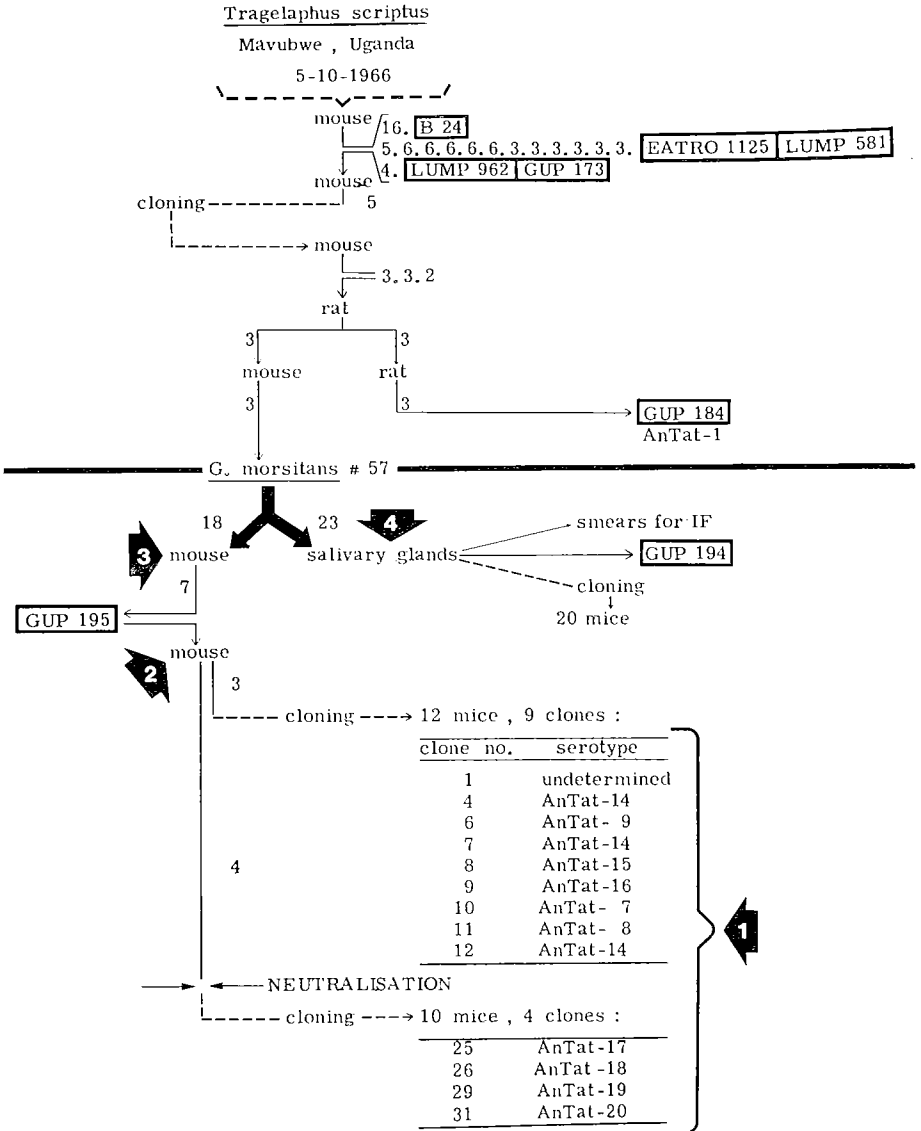 Tragelaphus scriptus
Mavubwe , Uganda
5-10-1966
mouse
16. B 24
5. 6. 6. 6. 6. 6. 3. 3. 3. 3. 3. 3. EATRO 1125 LUMP 581
4. LUMP 962 GUP 173
mouse
cloning 5
mouse
3. 3. 2
rat
3 3
mouse rat
3 3
GUP 184
AnTat-1
G. morsitans # 57
18 23 4
smears for IF
3 mouse salivary glands GUP 194
7 cloning
GUP 195 20 mice
mouse
2 3
cloning 12 mice , 9 clones :
clone no. serotype
1 undetermined
4 AnTat-14
6 AnTat- 9
7 AnTat-14
4 8 AnTat-15
9 AnTat-16
10 AnTat- 7
11 AnTat- 8 1
12 AnTat-14
NEUTRALISATION
cloning 10 mice , 4 clones :
25 AnTat-17
26 AnTat-18
29 AnTat-19
31 AnTat-20